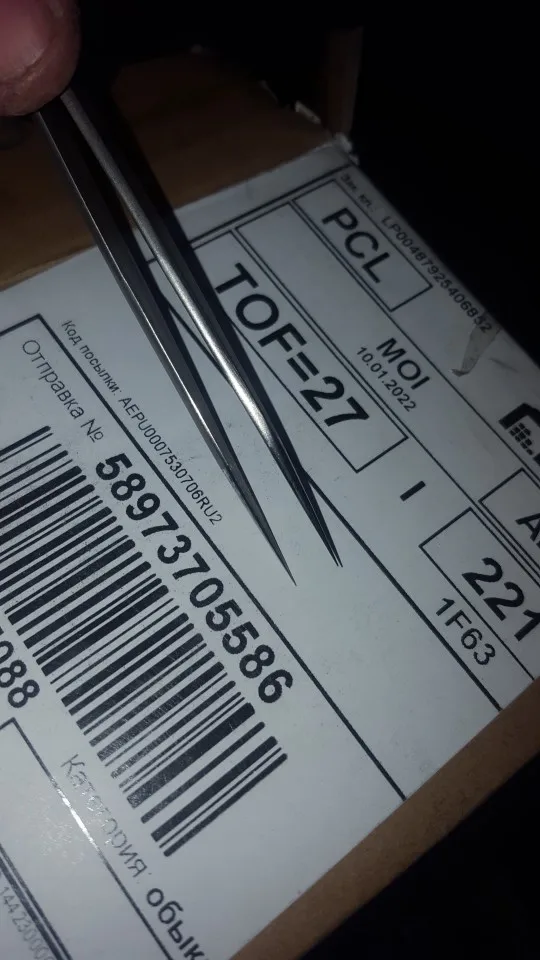 Зак. кл.: LP00487925406852
PCL
MOI
10.01.2022
TOF=27
I
221
1F63
Код посылки: AEPU0007530706RU2
Отправка №
58973705586
088
Категория: обык